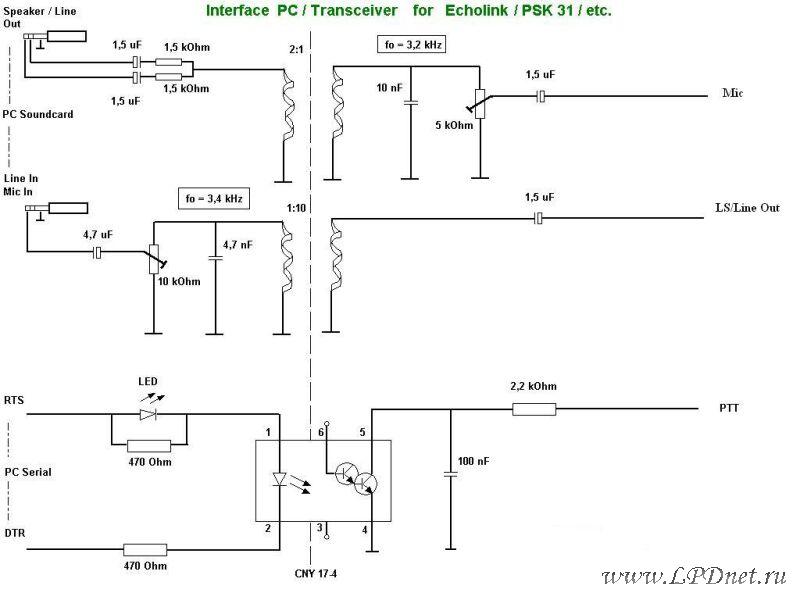 Interface PC / Transceiver for Echolink / PSK 31 / etc.
Speaker / Line
Out
1,5 uF
1,5 kOhm
1,5 uF
1,5 kOhm
2:1
fo = 3,2 kHz
10 nF
5 kOhm
1,5 uF
Mic
PC Soundcard
Line In
Mic In
4,7 uF
10 kOhm
fo = 3,4 kHz
4,7 nF
1:10
1,5 uF
LS/Line Out
RTS
LED
470 Ohm
PC Serial
DTR
470 Ohm
1
6
5
2
3
4
CNY 17-4
2,2 kOhm
100 nF
PTT
www.LPDnet.ru